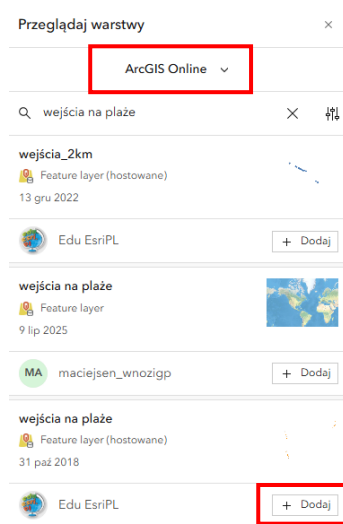 Przeglądaj warstwy ×
ArcGIS Online
wejścia na plaże
wejścia_2km
Feature layer (hostowane)
13 gru 2022
Edu EsriPL + Dodaj
wejścia na plaże
Feature layer
9 lip 2025
MA maciejsen_wnozigp + Dodaj
wejścia na plaże
Feature layer (hostowane)
31 paź 2018
Edu EsriPL + Dodaj